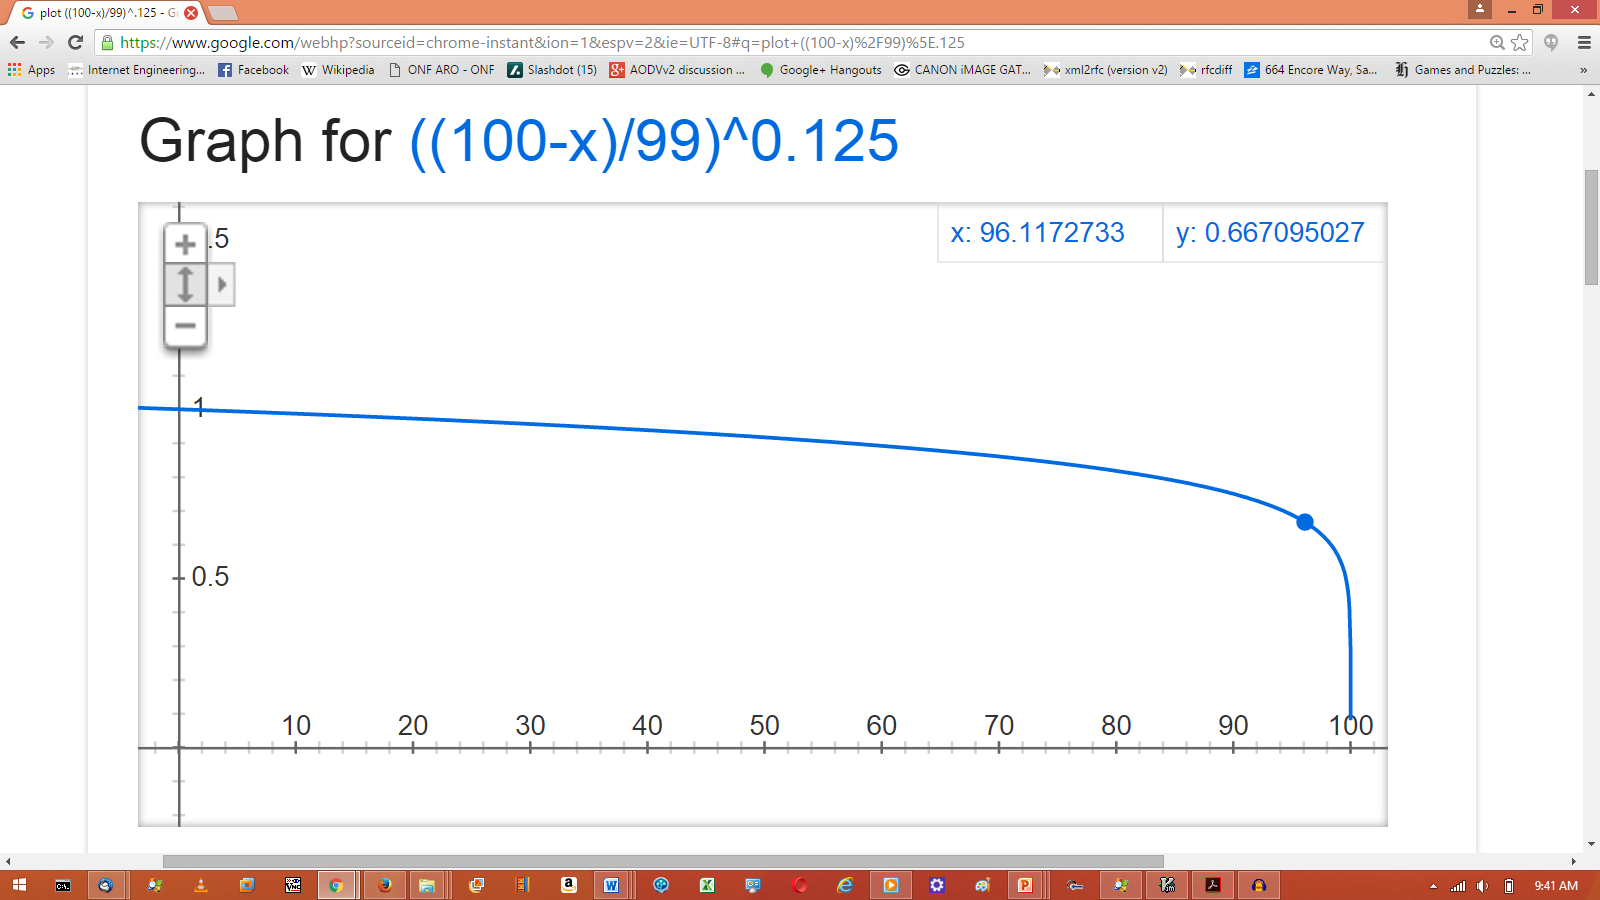 plot ((100-x)/99)^.125 - Go
https://www.google.com/webhp?sourceid=chrome-instant&ion=1&espv=2&ie=UTF-8#q=plot+((100-x)%2F99)%5E.125
Apps Internet Engineering... Facebook Wikipedia ONF ARO - ONF Slashdot (15) AODVv2 discussion ... Google+ Hangouts CANON iMAGE GAT... xml2rfc (version v2) rfcdiff 664 Encore Way, Sa... Games and Puzzles: ... »
Graph for ((100-x)/99)^0.125
x: 96.1172733 y: 0.667095027
.5
1
0.5
10 20 30 40 50 60 70 80 90 100
9:41 AM